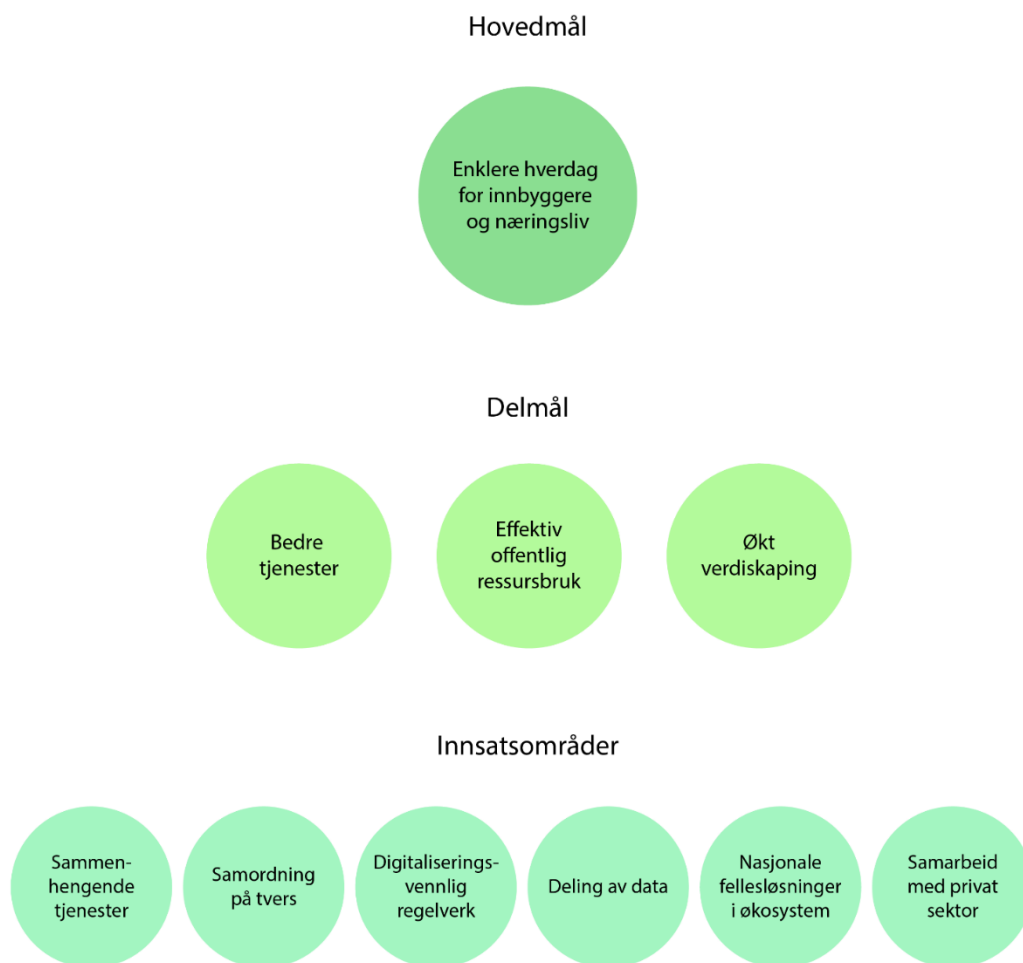 Hovedmål
Enklere hverdag
for innbyggere
og næringsliv
Delmål
Bedre
tjenester
Effektiv
offentlig
ressursbruk
Økt
verdiskaping
Innsatsområder
Sammen-
hengende
tjenester
Samordning
på tvers
Digitaliserings-
vennlig
regelverk
Deling av data
Nasjonale
fellesløsninger
i økosystem
Samarbeid
med privat
sektor